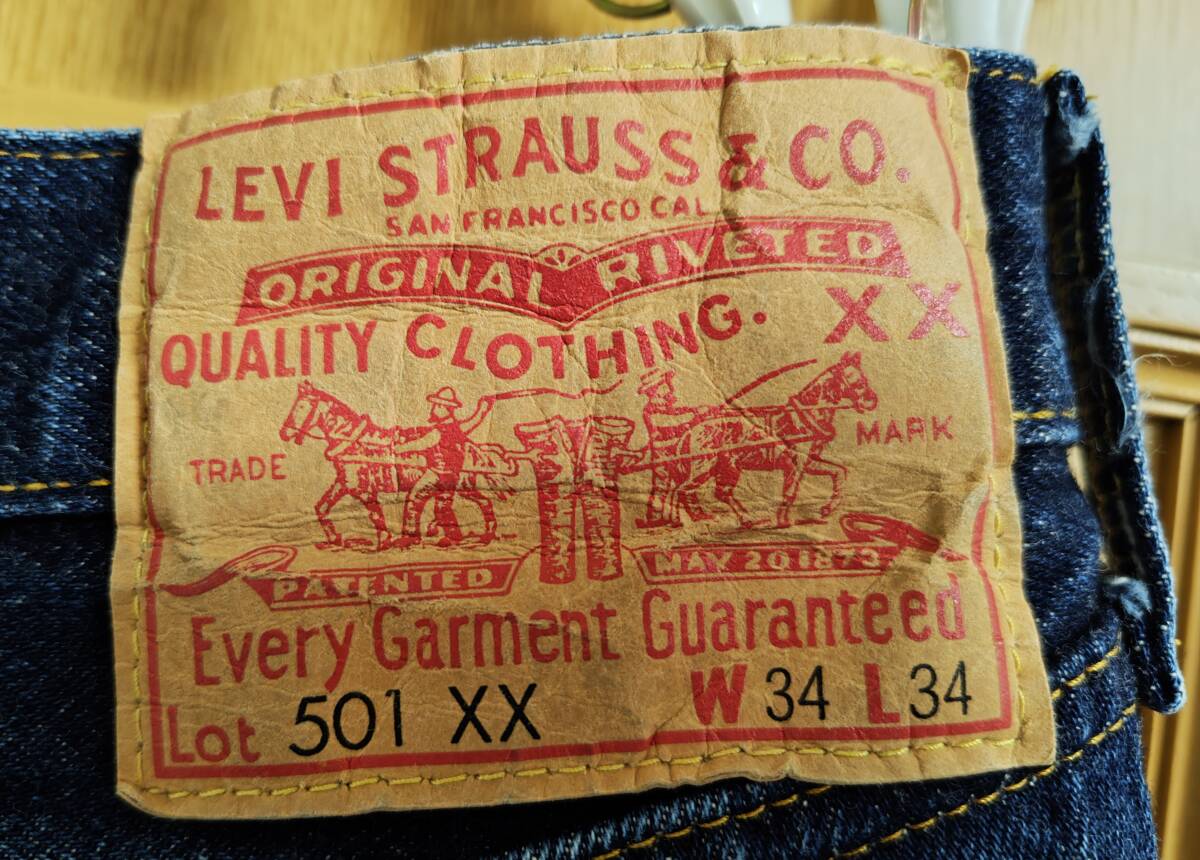 LEVI STRAUSS & CO.
SAN FRANCISCO CAL
ORIGINAL RIVETED
QUALITY CLOTHING. XX
TRADE MARK
PATENTED MAY 20 1873
Every Garment Guaranteed
Lot 501 XX W 34 L 34